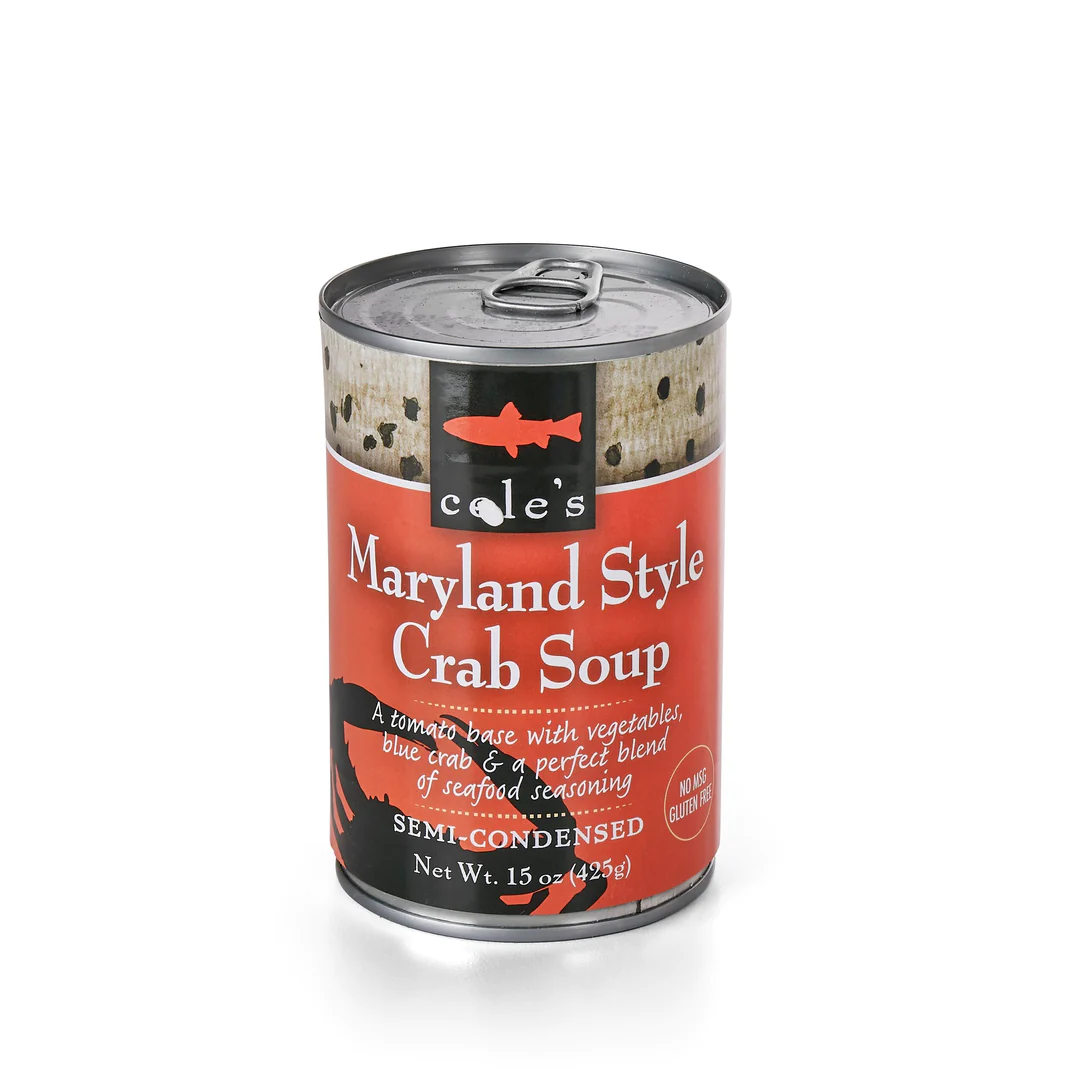 cole's
Maryland Style
Crab Soup
A tomato base with vegetables,
blue crab & a perfect blend
of seafood seasoning
SEMI-CONDENSED
Net Wt. 15 oz (425g)
NO MSG
GLUTEN FREE